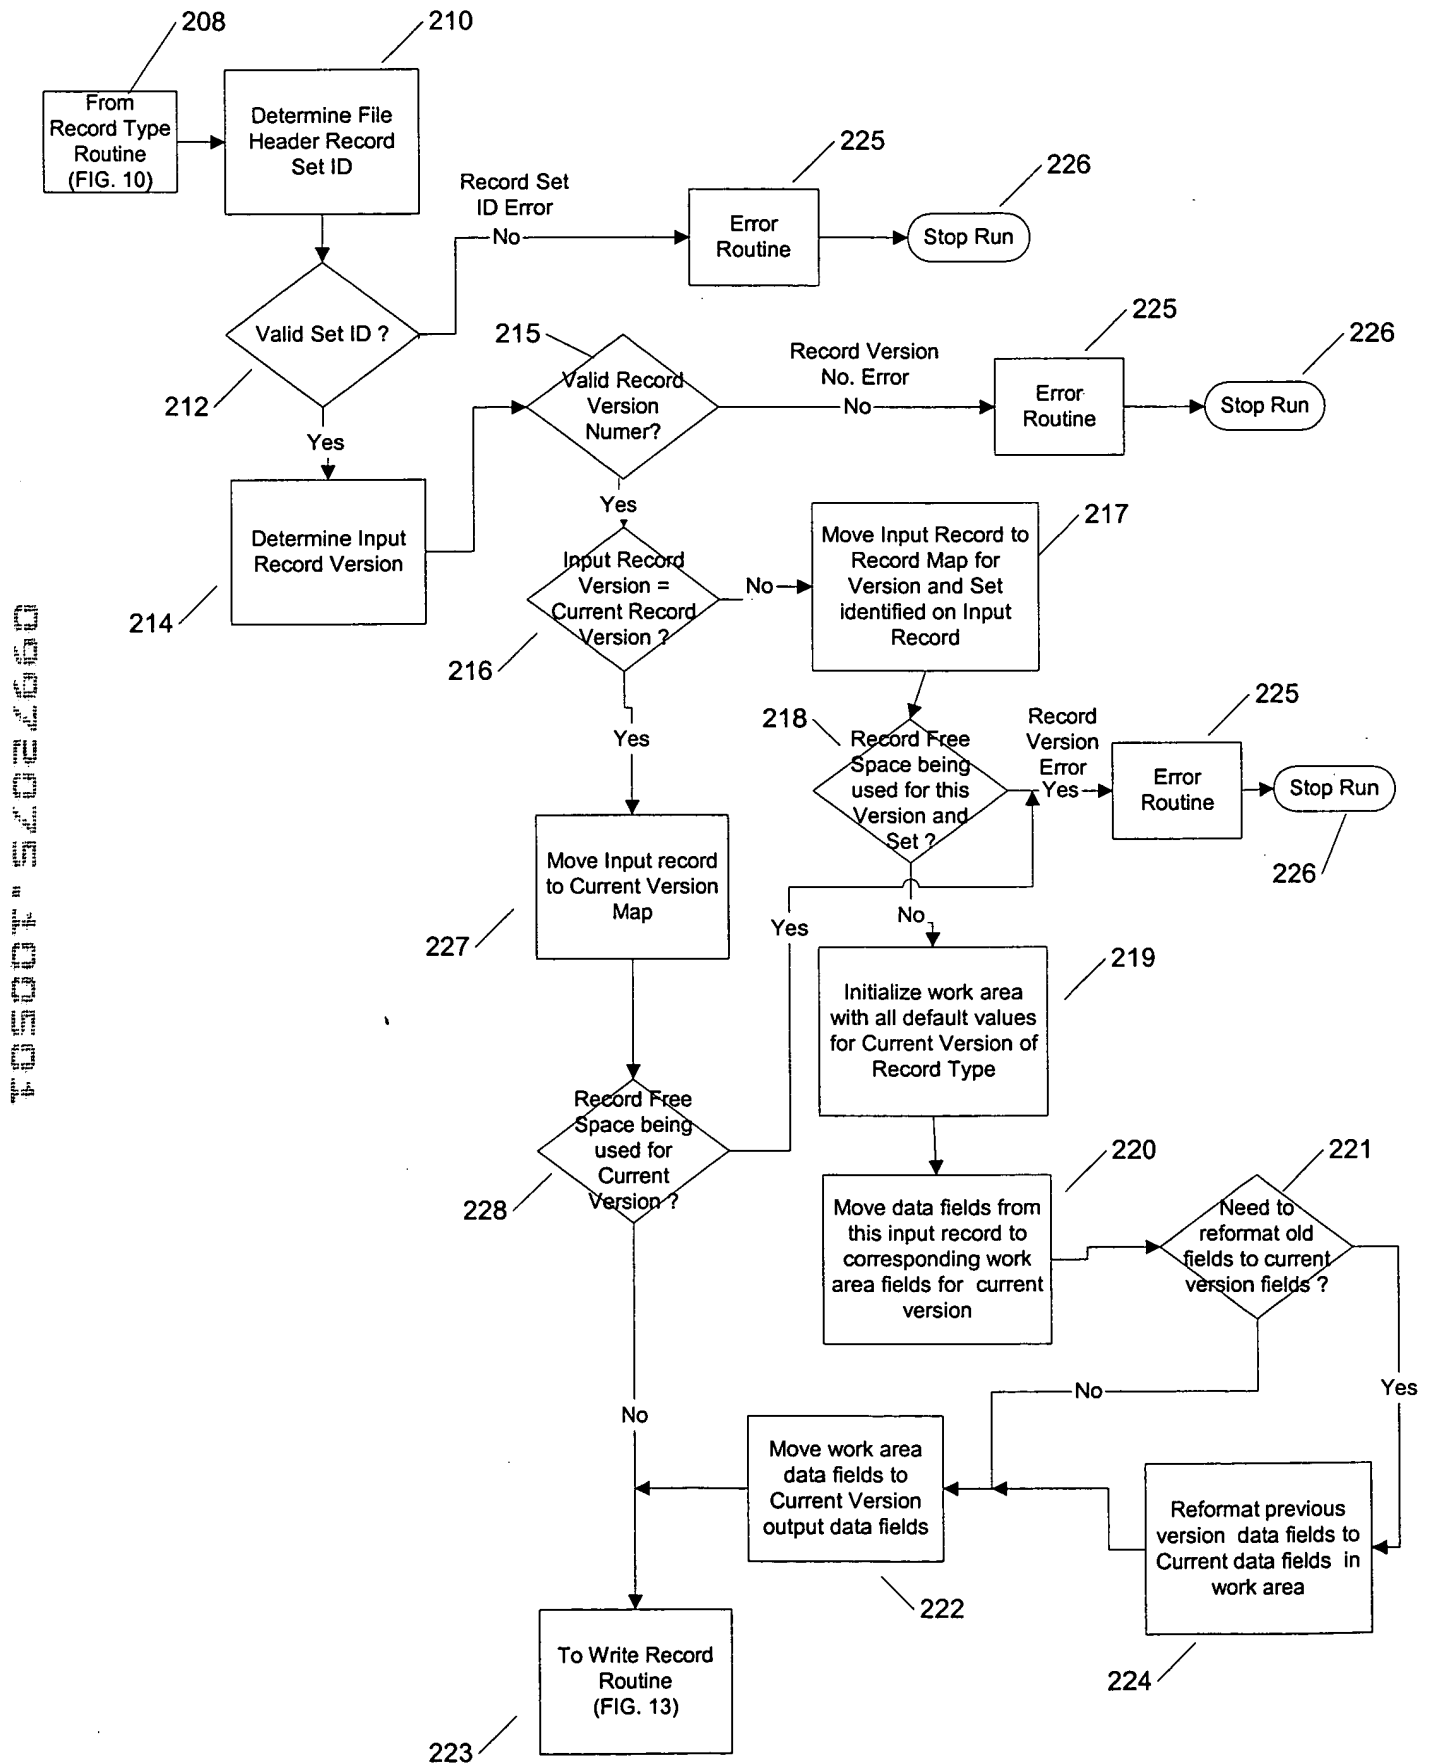 208
210
From
Record Type
Routine
(FIG. 10)
Determine File
Header Record
Set ID
Record Set
ID Error
No
225
Error
Routine
226
Stop Run
Valid Set ID ?
212
Yes
215
Valid Record
Version
Numer?
Record Version
No. Error
No
225
Error
Routine
226
Stop Run
Determine Input
Record Version
214
Yes
Input Record
Version =
Current Record
Version ?
216
No
Move Input Record to
Record Map for
Version and Set
identified on Input
Record
217
Yes
218
Record Free
Space being
used for this
Version and
Set ?
Record
Version
Error
Yes
225
Error
Routine
Stop Run
226
Move Input record
to Current Version
Map
227
Yes
No
Initialize work area
with all default values
for Current Version of
Record Type
219
Record Free
Space being
used for
Current
Version ?
228
Move data fields from
this input record to
corresponding work
area fields for current
version
220
221
Need to
reformat old
fields to current
version fields ?
No
Yes
No
Move work area
data fields to
Current Version
output data fields
222
Reformat previous
version data fields to
Current data fields in
work area
224
To Write Record
Routine
(FIG. 13)
223
09972075.100501